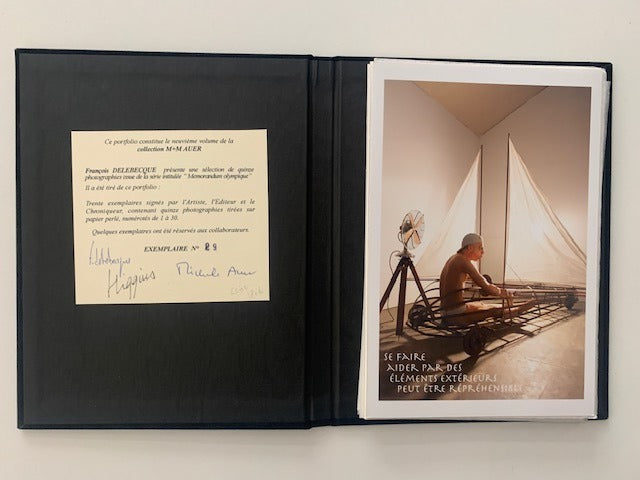 Ce portfolio constitue le neuvième volume de la
collection M+M AUER
François DELEBECQUE présente une sélection de quinze
photographies issue de la série intitulée "Memorandum olympique"
Il a été tiré de ce portfolio :
Trente exemplaires signés par l'Artiste, l'Editeur et le
Chroniqueur, contenant quinze photographies tirées sur
papier perlé, numérotés de 1 à 30.
Quelques exemplaires ont été réservés aux collaborateurs.
EXEMPLAIRE N° 29
F. Delebecque
Higgins
Michèle Auer
SE FAIRE
AIDER PAR DES
ÉLÉMENTS EXTÉRIEURS
PEUT ÊTRE RÉPRÉHENSIBLE